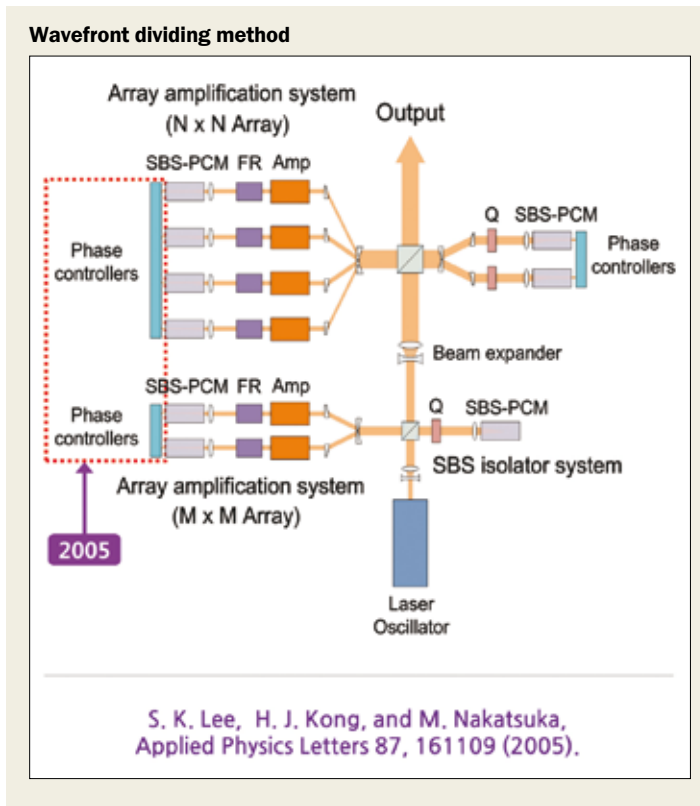 Wavefront dividing method
Array amplification system
(N x N Array)
Output
SBS-PCM FR Amp
Q SBS-PCM
Phase
controllers
Phase
controllers
Beam expander
SBS-PCM FR Amp
Q SBS-PCM
Phase
controllers
SBS isolator system
Array amplification system
(M x M Array)
2005
Laser
Oscillator
S. K. Lee, H. J. Kong, and M. Nakatsuka,
Applied Physics Letters 87, 161109 (2005).